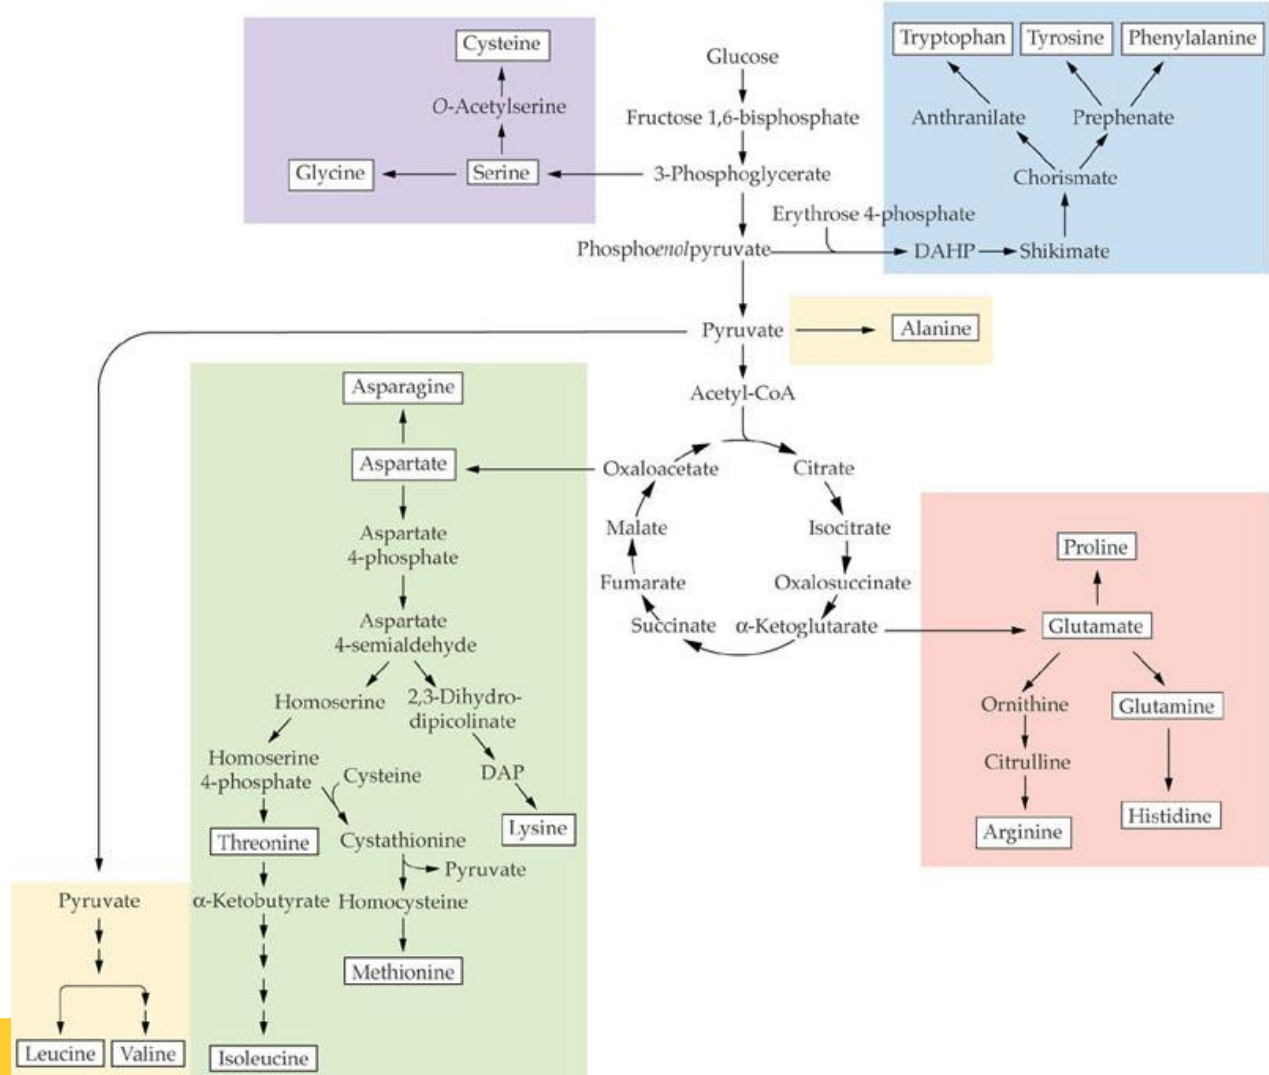 Cysteine
O-Acetylserine
Glycine
Serine
Glucose
Fructose 1,6-bisphosphate
3-Phosphoglycerate
Erythrose 4-phosphate
Phosphoenolpyruvate
Tryptophan
Tyrosine
Phenylalanine
Anthranilate
Prephenate
Chorismate
DAHP
Shikimate
Pyruvate
Alanine
Acetyl-CoA
Oxaloacetate
Citrate
Malate
Isocitrate
Fumarate
Oxalosuccinate
Succinate
α-Ketoglutarate
Asparagine
Aspartate
Aspartate
4-phosphate
Aspartate
4-semialdehyde
Homoserine
2,3-Dihydro-
dipicolinate
Homoserine
4-phosphate
Cysteine
DAP
Threonine
Cystathionine
Lysine
Pyruvate
α-Ketobutyrate
Homocysteine
Methionine
Isoleucine
Pyruvate
Leucine
Valine
Proline
Glutamate
Ornithine
Glutamine
Citrulline
Arginine
Histidine